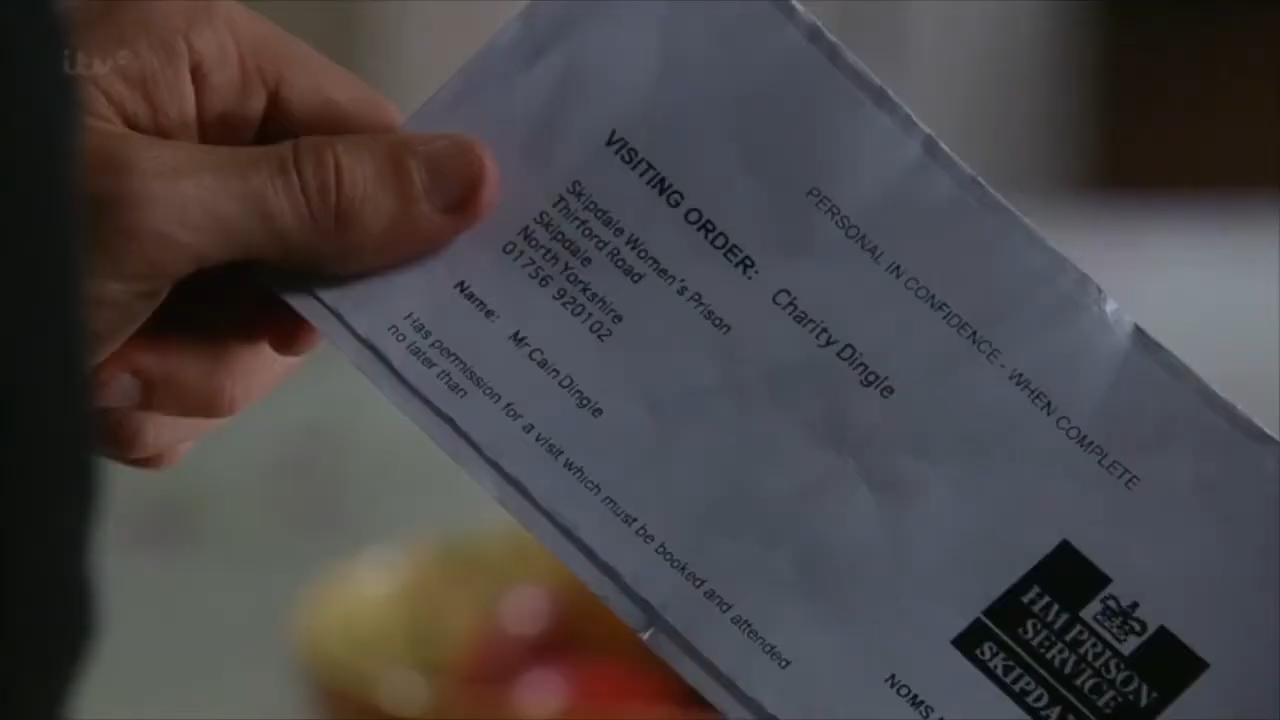 itv
PERSONAL IN CONFIDENCE - WHEN COMPLETE
VISITING ORDER: Charity Dingle
Skipdale Women's Prison
Thirford Road
Skipdale
North Yorkshire
01756 920102
Name: Mr Cain Dingle
Has permission for a visit which must be booked and attended
no later than
HM PRISON
SERVICE
NOMS